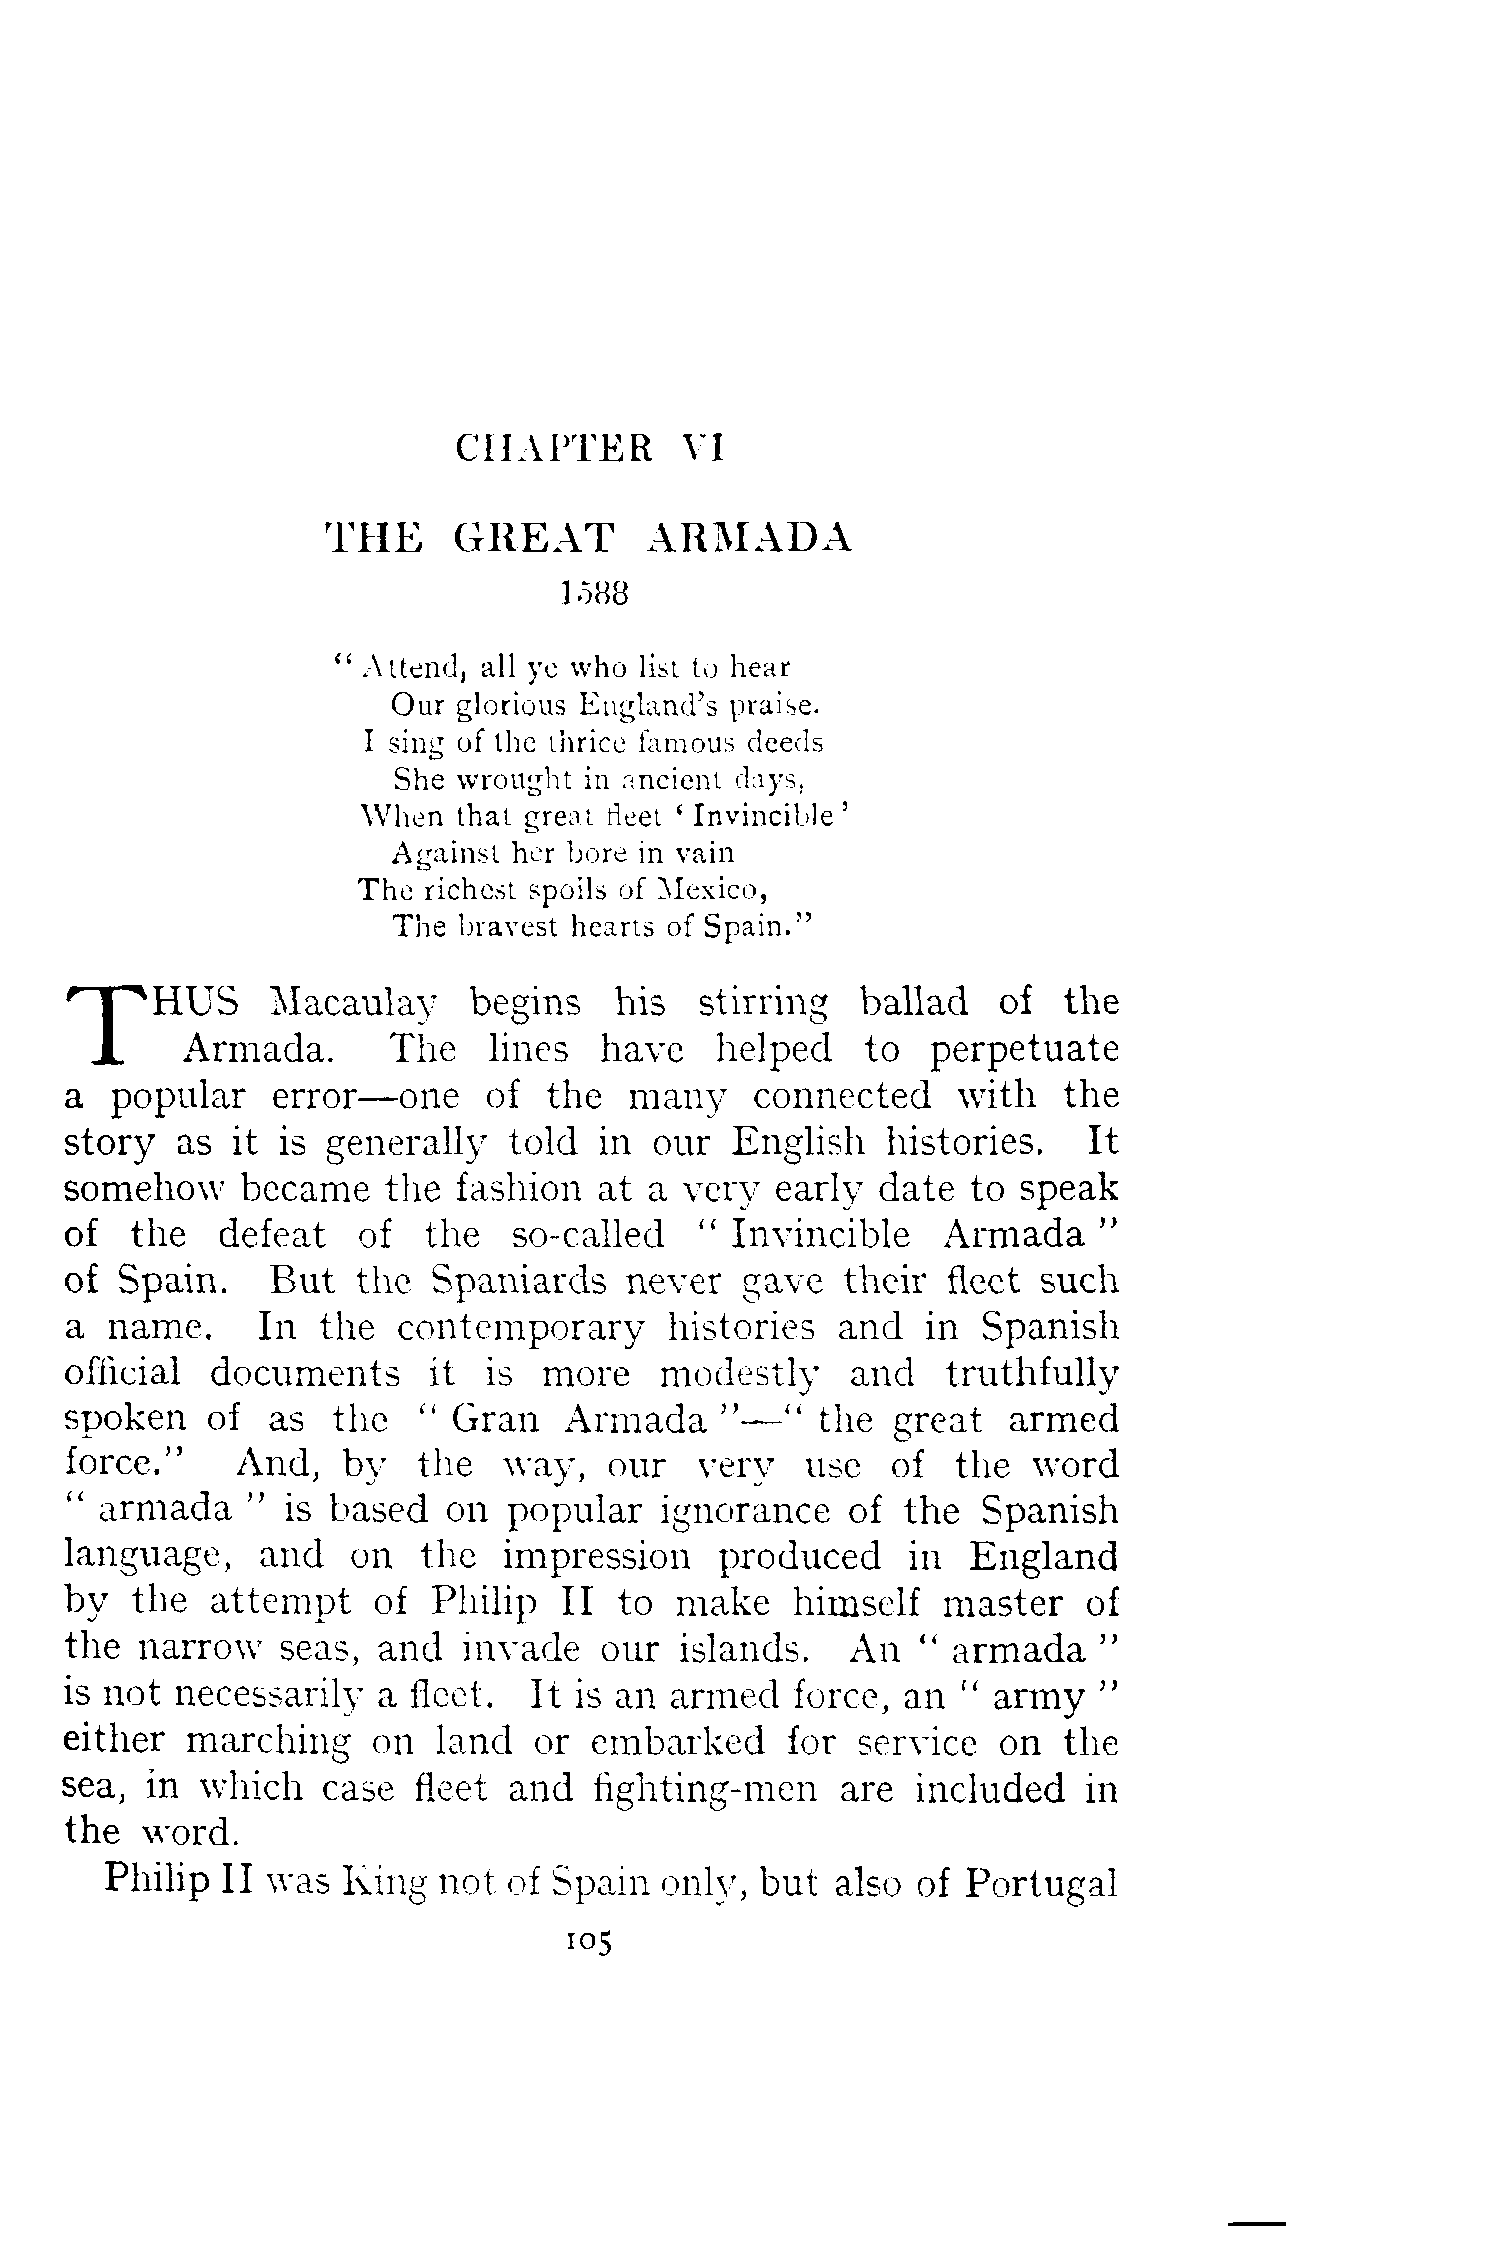 CHAPTER VI
THE GREAT ARMADA
1588
“ Attend, all ye who list to hear
Our glorious England’s praise.
I sing of the thrice famous deeds
She wrought in ancient days,
When that great fleet ‘ Invincible ’
Against her bore in vain
The richest spoils of Mexico,
The bravest hearts of Spain.”
THUS Macaulay begins his stirring ballad of the
Armada. The lines have helped to perpetuate
a popular error—one of the many connected with the
story as it is generally told in our English histories. It
somehow became the fashion at a very early date to speak
of the defeat of the so-called “ Invincible Armada ”
of Spain. But the Spaniards never gave their fleet such
a name. In the contemporary histories and in Spanish
official documents it is more modestly and truthfully
spoken of as the “ Gran Armada ”—“ the great armed
force.” And, by the way, our very use of the word
“ armada ” is based on popular ignorance of the Spanish
language, and on the impression produced in England
by the attempt of Philip II to make himself master of
the narrow seas, and invade our islands. An “ armada ”
is not necessarily a fleet. It is an armed force, an “ army ”
either marching on land or embarked for service on the
sea, in which case fleet and fighting-men are included in
the word.
Philip II was King not of Spain only, but also of Portugal
105